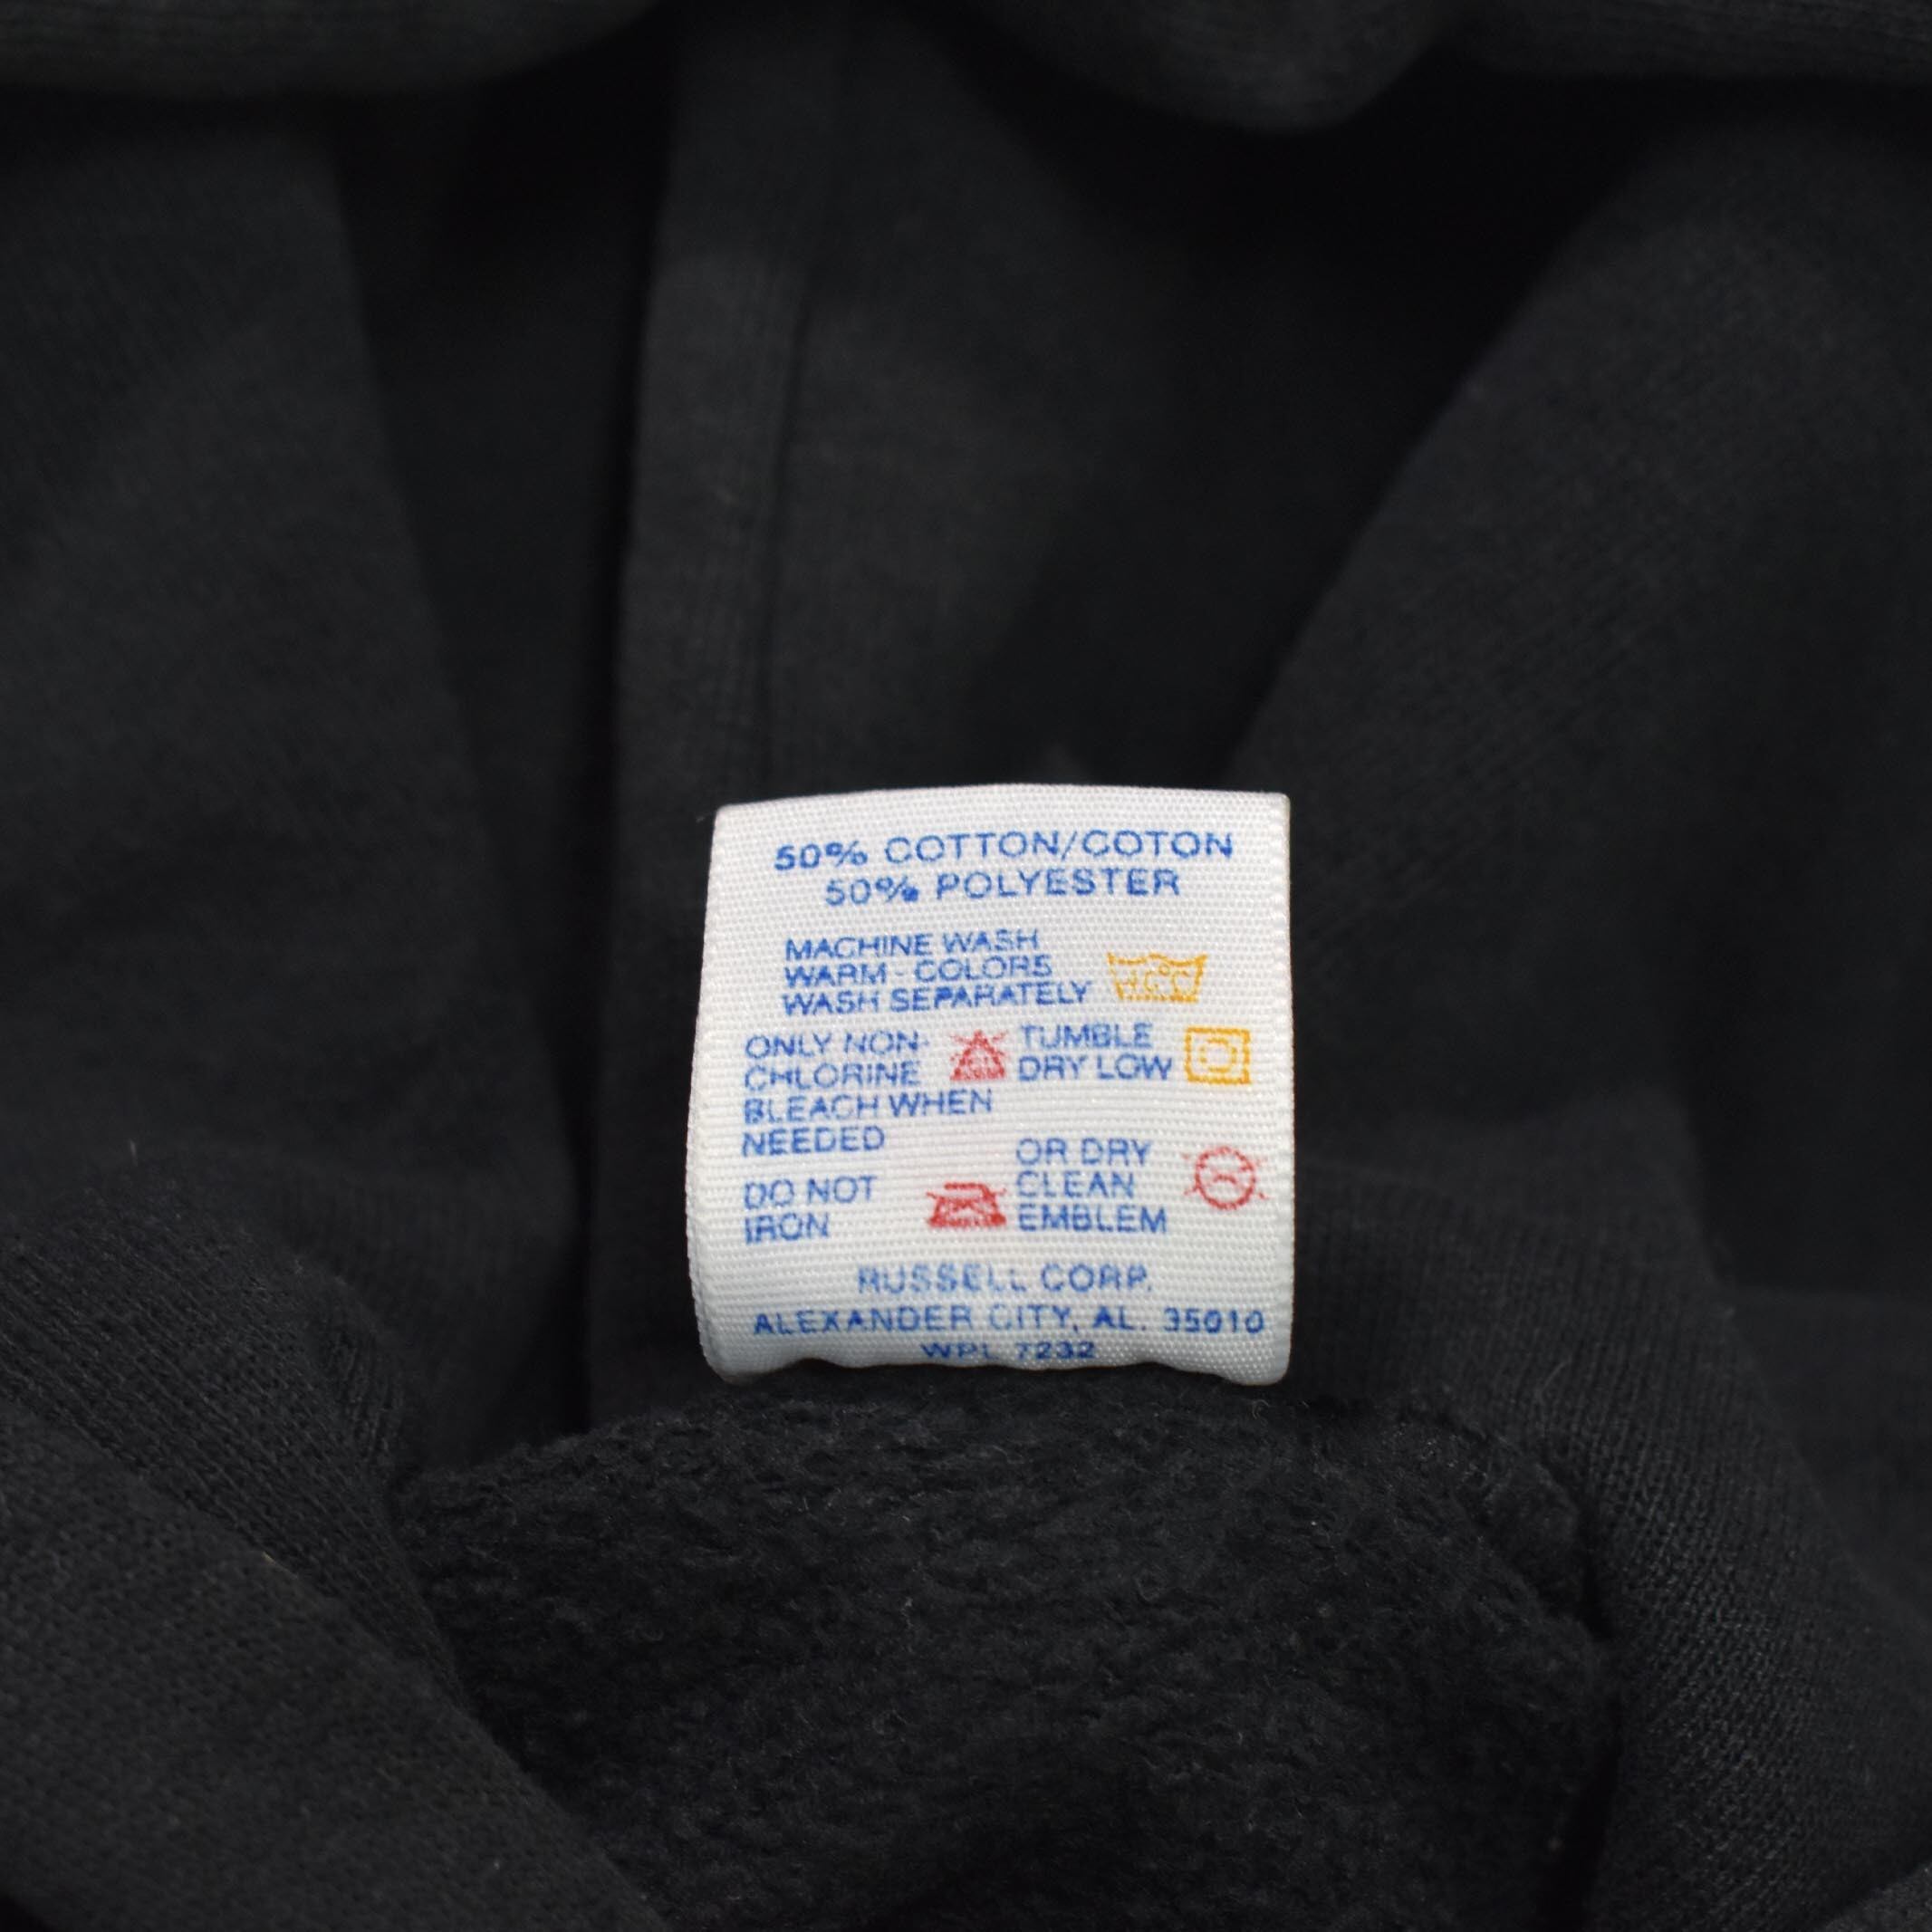 50% COTTON/COTON
50% POLYESTER
MACHINE WASH
WARM - COLORS
WASH SEPARATELY
ONLY NON-
CHLORINE
BLEACH WHEN
NEEDED
TUMBLE
DRY LOW
DO NOT
IRON
OR DRY
CLEAN
EMBLEM
RUSSELL CORP.
ALEXANDER CITY, AL. 35010
WPL 7232